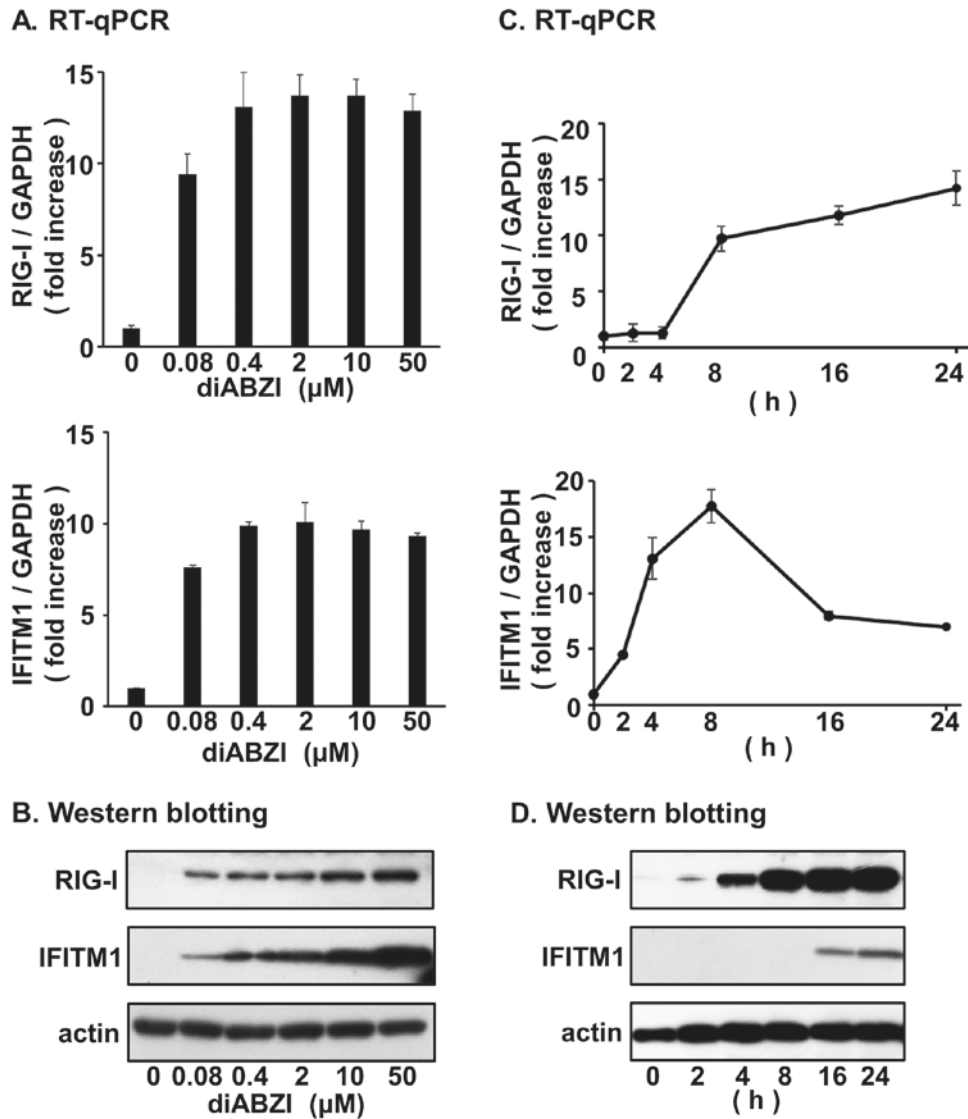 A. RT-qPCR
RIG-I / GAPDH
( fold increase )
15
10
5
0
0 0.08 0.4 2 10 50
diABZI (µM)
IFITM1 / GAPDH
( fold increase )
15
10
5
0
0 0.08 0.4 2 10 50
diABZI (µM)
B. Western blotting
RIG-I
IFITM1
actin
0 0.08 0.4 2 10 50
diABZI (µM)
C. RT-qPCR
RIG-I / GAPDH
( fold increase )
20
15
10
5
0
0 2 4 8 16 24
( h )
IFITM1 / GAPDH
( fold increase )
20
15
10
5
0
0 2 4 8 16 24
( h )
D. Western blotting
RIG-I
IFITM1
actin
0 2 4 8 16 24
( h )